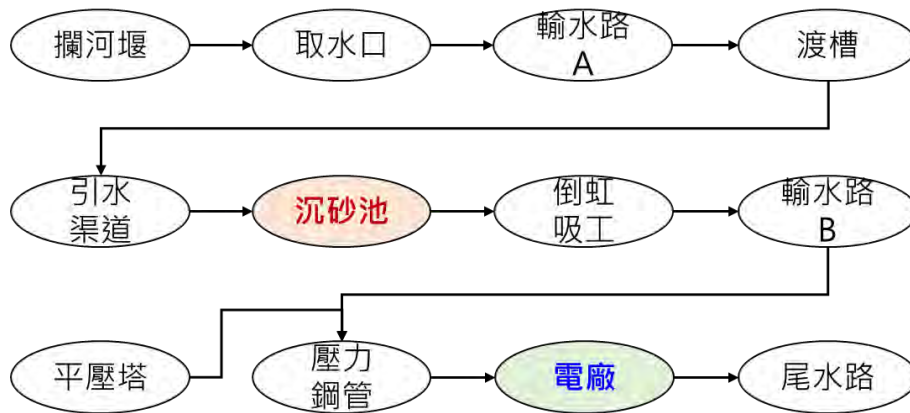 攔河堰
取水口
輸水路
A
渡槽
引水
渠道
沉砂池
倒虹
吸工
輸水路
B
平壓塔
壓力
鋼管
電廠
尾水路